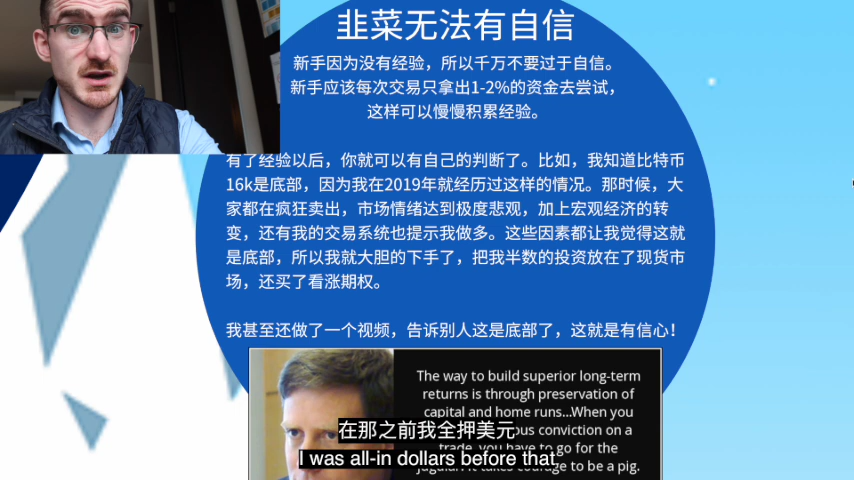 韭菜无法有自信
新手因为没有经验，所以千万不要过于自信。
新手应该每次交易只拿出1-2%的资金去尝试，
这样可以慢慢积累经验。
有了经验以后，你就可以有自己的判断了。比如，我知道比特币
16k是底部，因为我在2019年就经历过这样的情况。那时候，大
家都在疯狂卖出，市场情绪达到极度悲观，加上宏观经济的转
变，还有我的交易系统也提示我做多。这些因素都让我觉得这就
是底部，所以我就大胆的下手了，把我半数的投资放在了现货市
场，还买了看涨期权。
我甚至还做了一个视频，告诉别人这是底部了，这就是有信心！
The way to build superior long-term
returns is through preservation of
capital and home runs...When you
conviction on a
trade, you have to go for the
courage to be a pig.
在那之前我全押美元
I was all-in dollars before that.